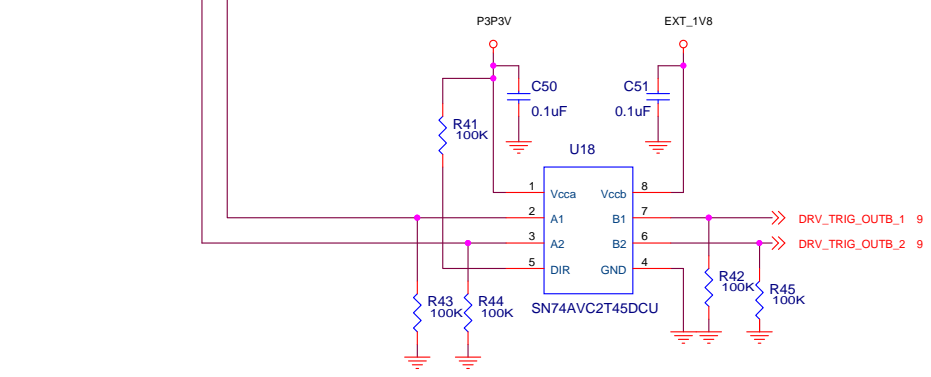 P3P3V
EXT_1V8
C50
0.1uF
C51
0.1uF
R41
100K
U18
1 Vcca
Vccb 8
2 A1
B1 7
3 A2
B2 6
5 DIR
GND 4
DRV_TRIG_OUTB_1 9
DRV_TRIG_OUTB_2 9
SN74AVC2T45DCU
R42
100K
R45
100K
R43
100K
R44
100K